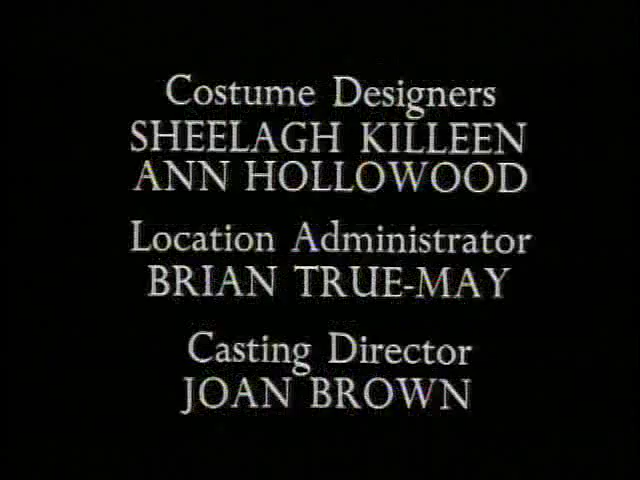 Costume Designers
SHEELAGH KILLEEN
ANN HOLLOWOOD
Location Administrator
BRIAN TRUE-MAY
Casting Director
JOAN BROWN